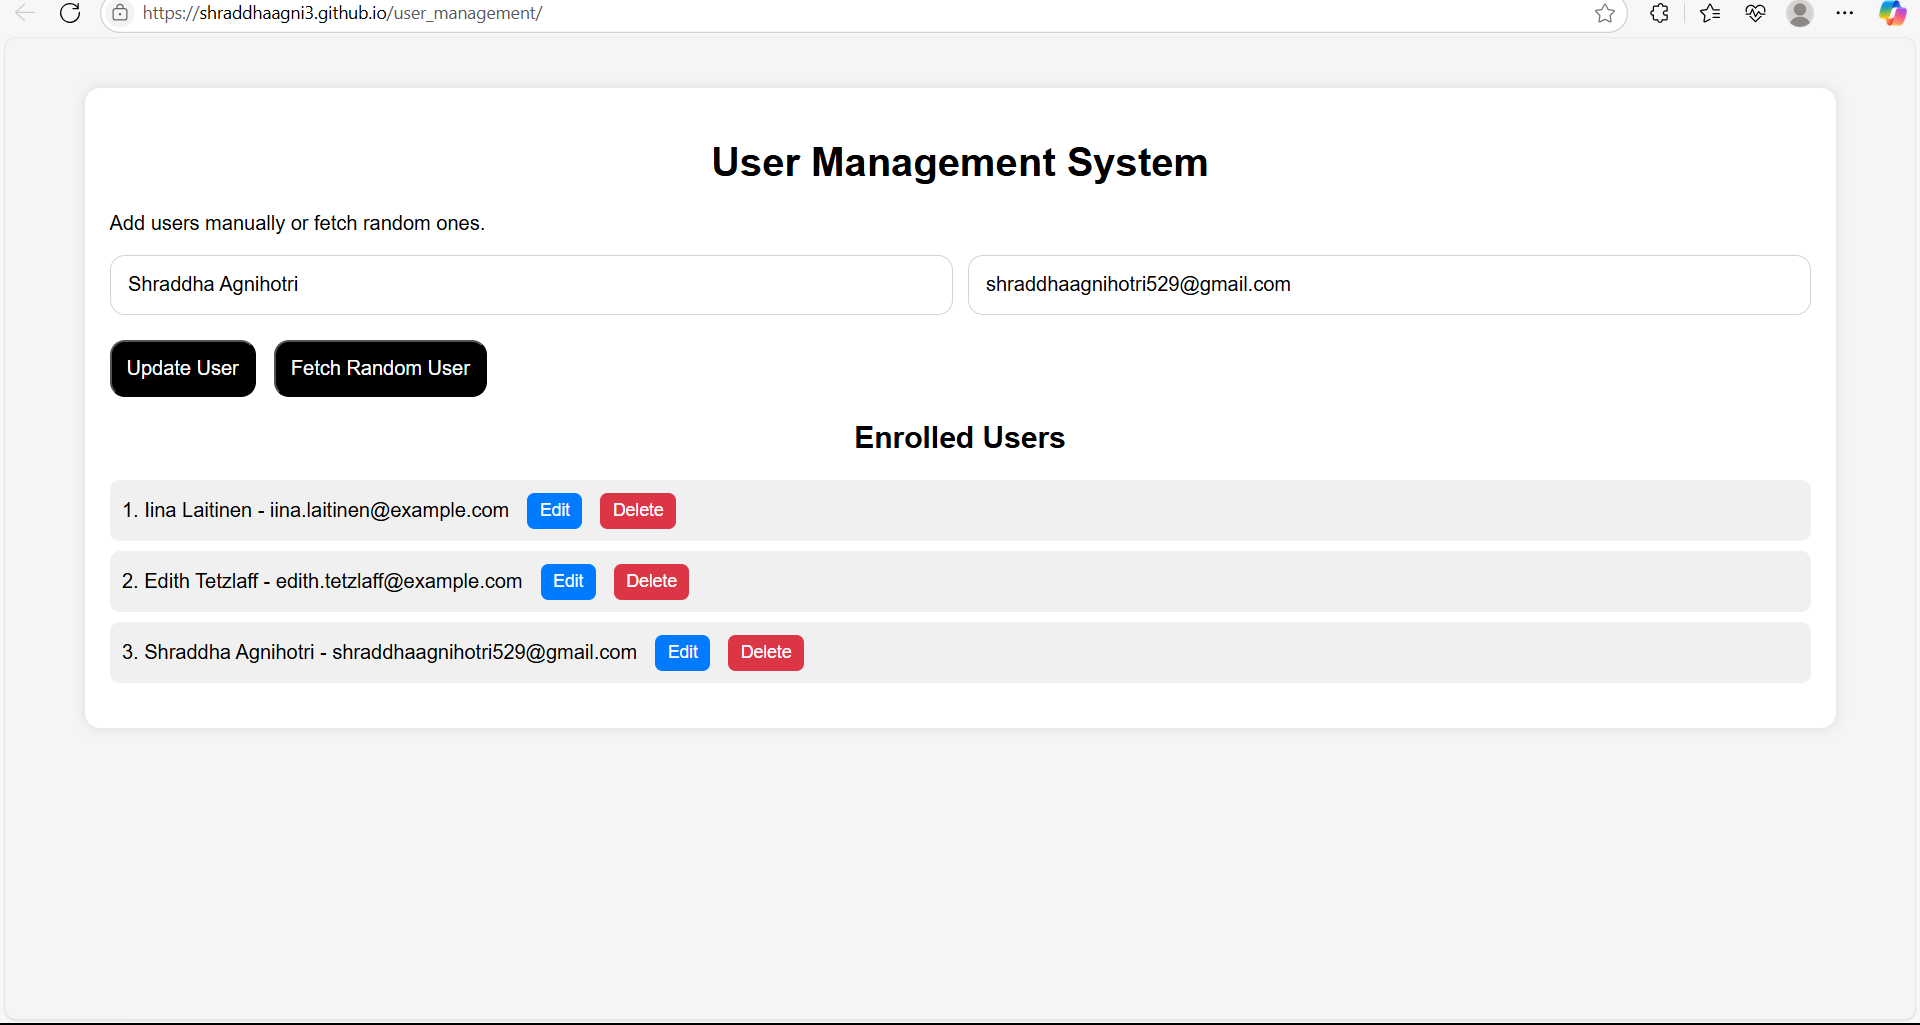 https://shraddhaagni3.github.io/user_management/
User Management System
Add users manually or fetch random ones.
Shraddha Agnihotri
shraddhaagnihotri529@gmail.com
Update User
Fetch Random User
Enrolled Users
1. Iina Laitinen - iina.laitinen@example.com Edit Delete
2. Edith Tetzlaff - edith.tetzlaff@example.com Edit Delete
3. Shraddha Agnihotri - shraddhaagnihotri529@gmail.com Edit Delete